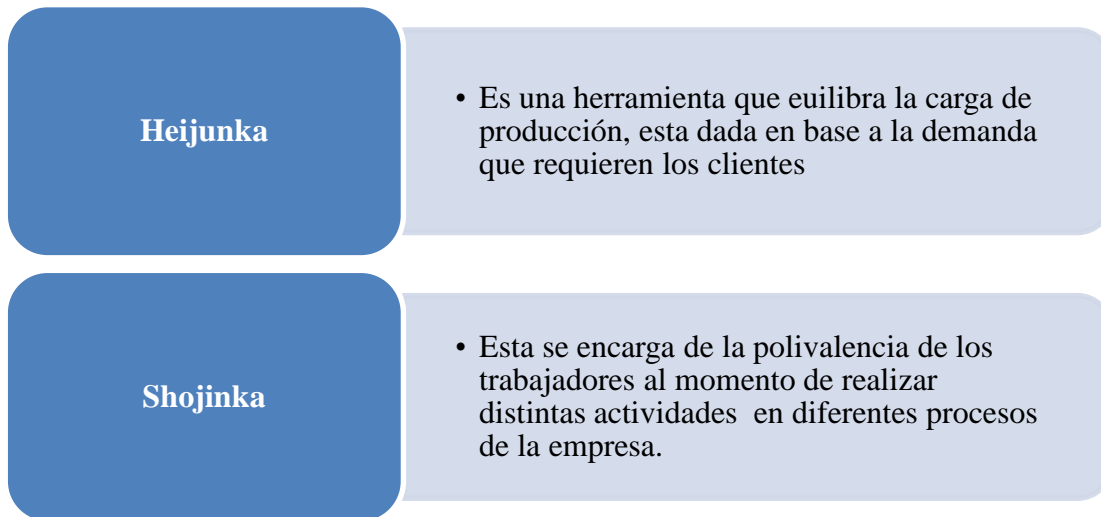 Heijunka
• Es una herramienta que euilibra la carga de
producción, esta dada en base a la demanda
que requieren los clientes
Shojinka
• Esta se encarga de la polivalencia de los
trabajadores al momento de realizar
distintas actividades  en diferentes procesos
de la empresa.